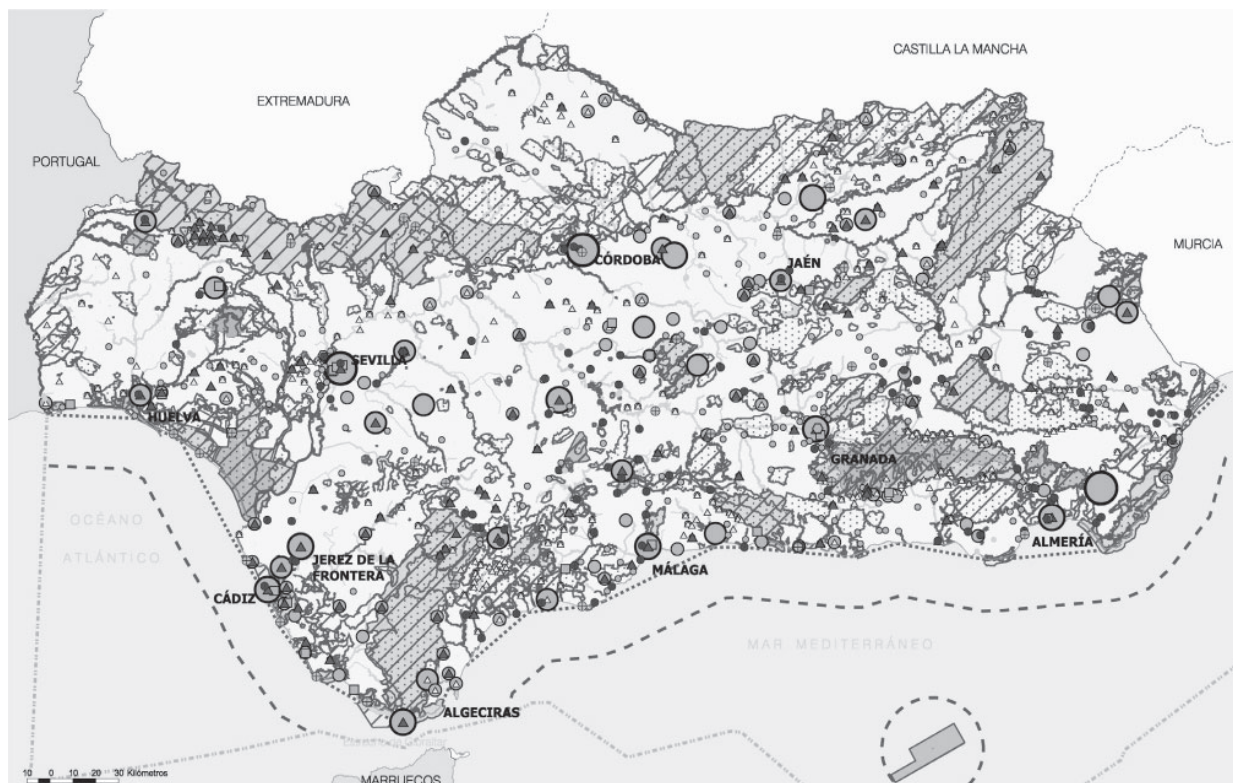 CASTILLA LA MANCHA
EXTREMADURA
PORTUGAL
MURCIA
CÓRDOBA
JAÉN
SEVILLA
HUELVA
GRANADA
OCÉANO
ATLÁNTICO
JEREZ DE LA
FRONTERA
CÁDIZ
MÁLAGA
ALMERÍA
MAR MEDITERRÁNEO
ALGECIRAS
MARRUECOS
10 0 10 20 30 Kilómetros